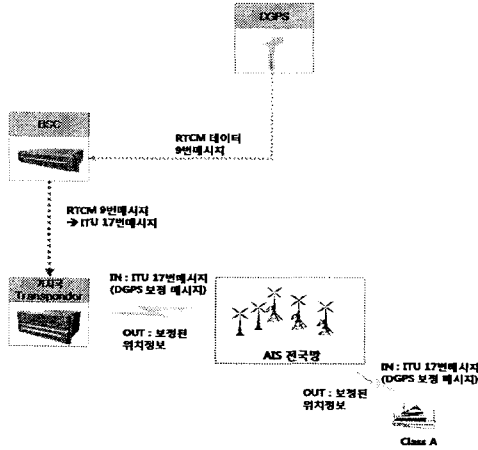 DGPS
BSC
RTCM 데이터
9번메시지
RTCM 9번메시지
→ ITU 17번메시지
기지국
Transpondor
IN : ITU 17번메시지
(DGPS 보정 메시지)
OUT : 보정된
위치정보
AIS 전국망
IN : ITU 17번메시지
(DGPS 보정 메시지)
OUT : 보정된
위치정보
Class A